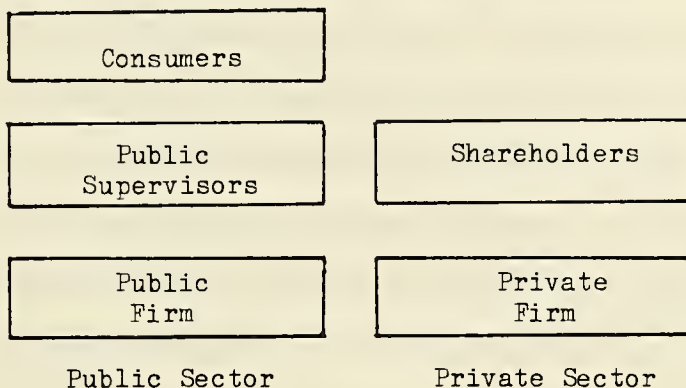 Consumers
Public
Supervisors
Shareholders
Public
Firm
Private
Firm
Public Sector
Private Sector